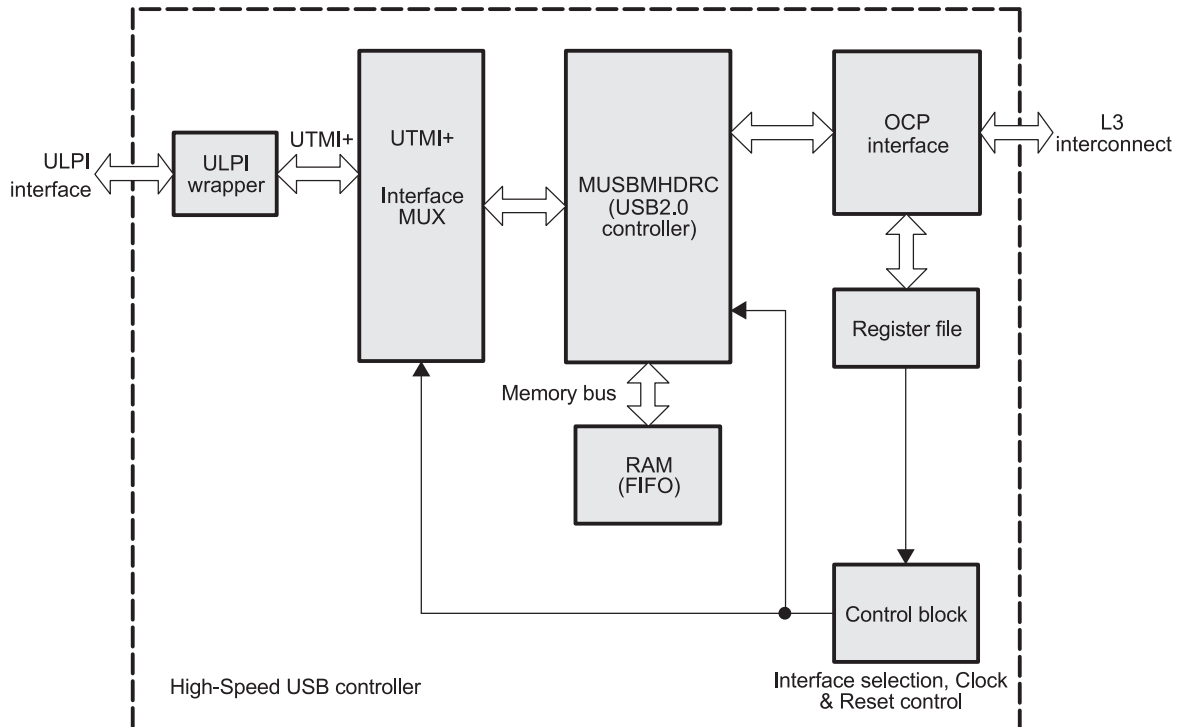 ULPI
interface
ULPI
wrapper
UTMI+
UTMI+
Interface
MUX
MUSBMHDRC
(USB2.0
controller)
OCP
interface
L3
interconnect
Register file
Memory bus
RAM
(FIFO)
Control block
Interface selection, Clock
& Reset control
High-Speed USB controller